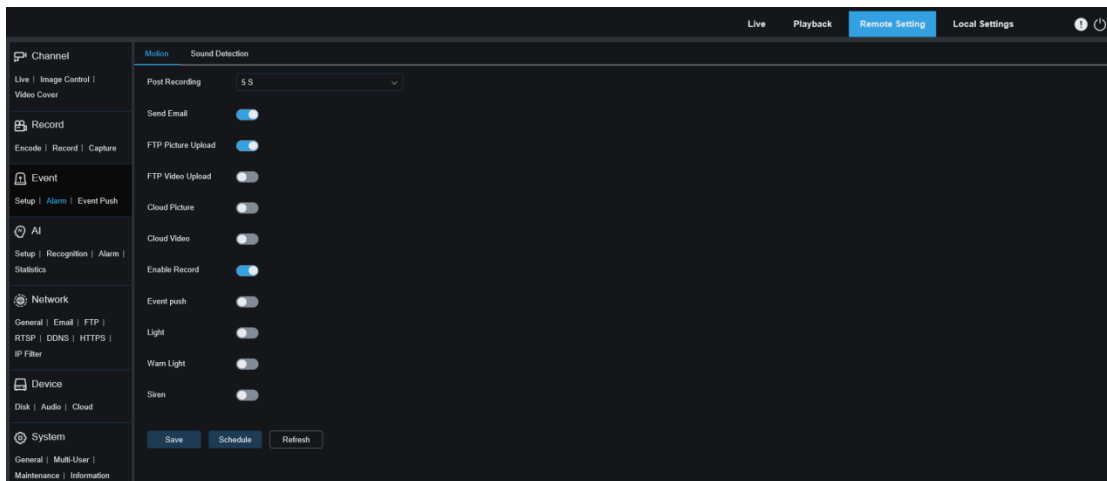 Live Playback Remote Setting Local Settings
Channel
Live | Image Control |
Video Cover
Record
Encode | Record | Capture
Event
Setup | Alarm | Event Push
AI
Setup | Recognition | Alarm |
Statistics
Network
General | Email | FTP |
RTSP | DDNS | HTTPS |
IP Filter
Device
Disk | Audio | Cloud
System
General | Multi-User |
Maintenance | Information
Motion Sound Detection
Post Recording 5 S
Send Email
FTP Picture Upload
FTP Video Upload
Cloud Picture
Cloud Video
Enable Record
Event push
Light
Warn Light
Siren
Save Schedule Refresh